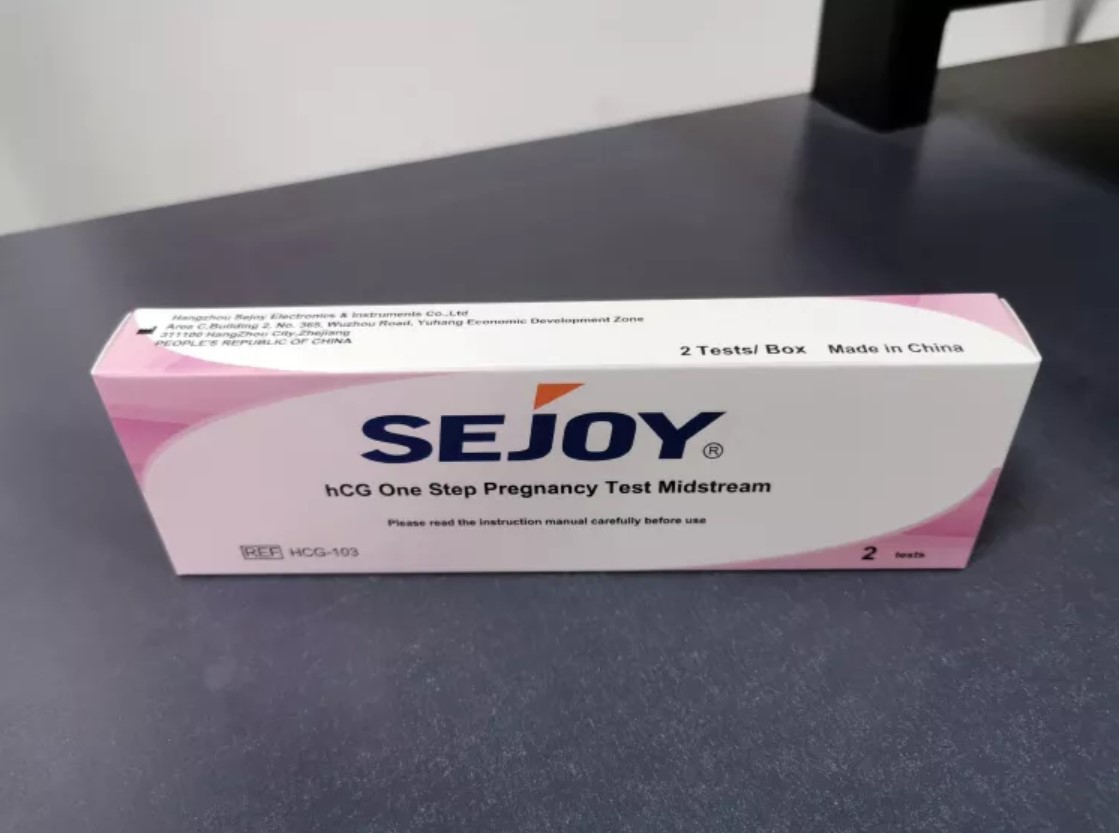 Hangzhou Sejoy Electronics & Instruments Co.,Ltd
Area C,Building 2, No. 365, Wuzhou Road, Yuhang Economic Development Zone
311100 HangZhou City,Zhejiang
PEOPLE'S REPUBLIC OF CHINA
2 Tests/ Box Made in China
SEJOY®
hCG One Step Pregnancy Test Midstream
Please read the instruction manual carefully before use
REF HCG-103
2 tests